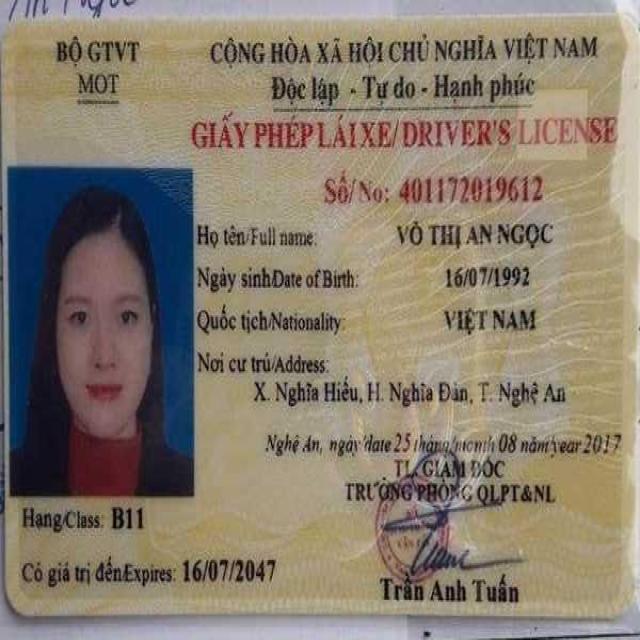 An Ngọc
BỘ GTVT
MOT
CỘNG HÒA XÃ HỘI CHỦ NGHĨA VIỆT NAM
Độc lập - Tự do - Hạnh phúc
GIẤY PHÉP LÁI XE/DRIVER'S LICENSE
Số/No: 401172019612
Họ tên/Full name: VÕ THỊ AN NGỌC
Ngày sinh/Date of Birth: 16/07/1992
Quốc tịch/Nationality: VIỆT NAM
Nơi cư trú/Address:
X. Nghĩa Hiếu, H. Nghĩa Đàn, T. Nghệ An
Nghệ An, ngày/date 25 tháng/month 08 năm/year 2017
TL. GIÁM ĐỐC
TRƯỞNG PHÒNG QLPT&NL
Hạng/Class: B11
Có giá trị đến/Expires: 16/07/2047
Trần Anh Tuấn